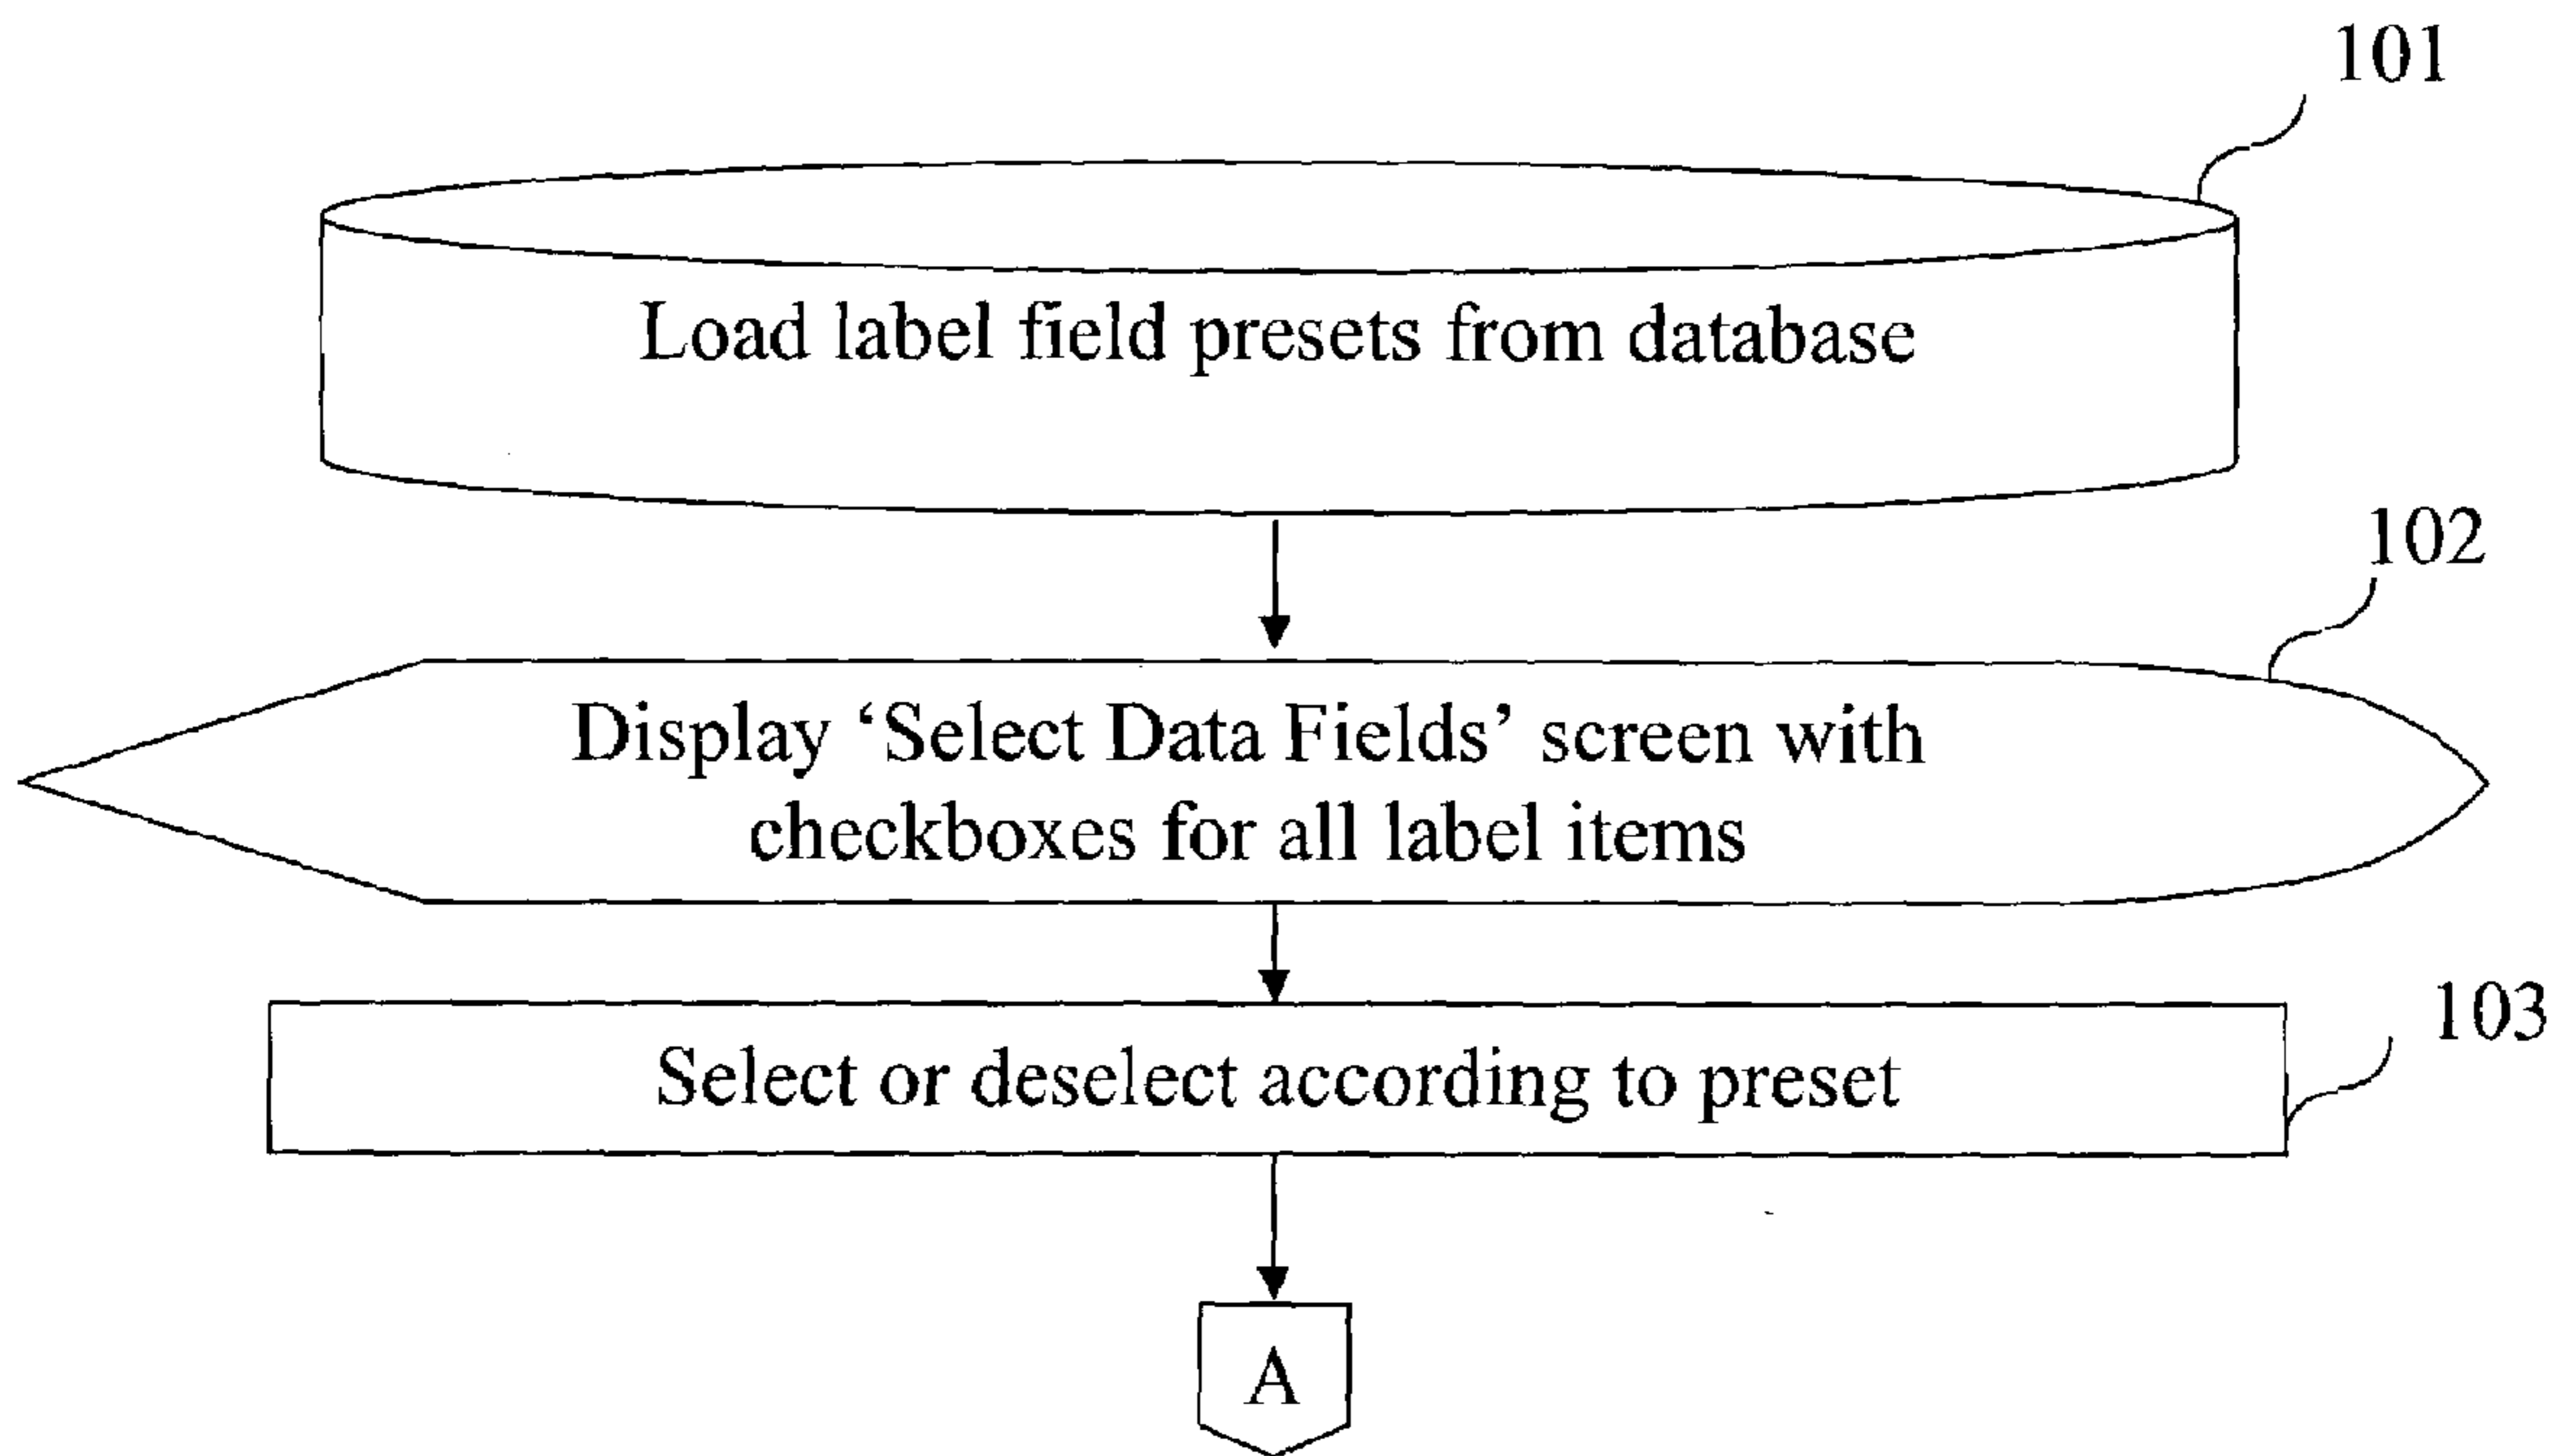 101
Load label field presets from database
102
Display ‘Select Data Fields’ screen with
checkboxes for all label items
103
Select or deselect according to preset
A